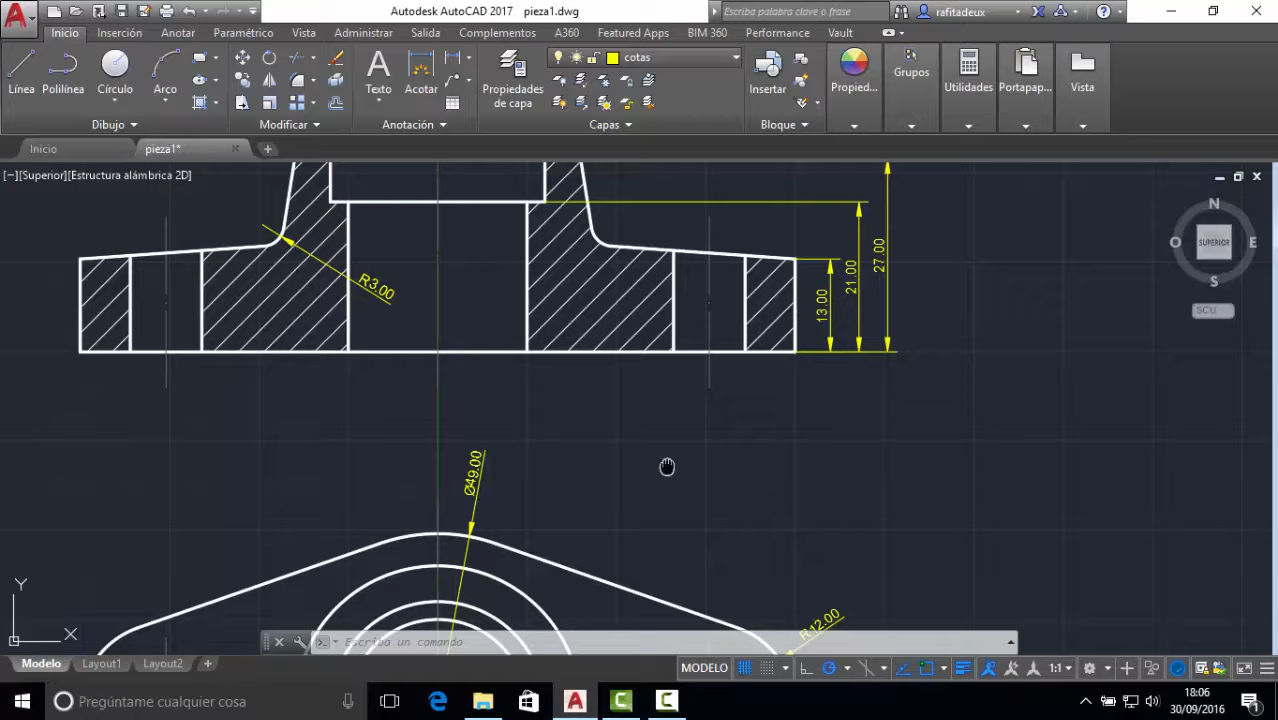 Autodesk AutoCAD 2017 pieza1.dwg
Escriba palabra clave o frase
rafitadeux
Inicio
Inserción
Anotar
Paramétrico
Vista
Administrar
Salida
Complementos
A360
Featured Apps
BIM 360
Performance
Vault
cotas
Línea
Polilínea
Círculo
Arco
Texto
Acotar
Propiedades
de capa
Insertar
Propied...
Grupos
Utilidades
Portapap...
Vista
Dibujo
Modificar
Anotación
Capas
Bloque
Inicio
pieza1*
[−][Superior][Estructura alámbrica 2D]
N
O
SUPERIOR
E
S
SCU
R3.00
13.00
21.00
27.00
Ø49.00
R12.00
Y
X
Escriba un comando
Modelo
Layout1
Layout2
MODELO
1:1
Pregúntame cualquier cosa
18:06
30/09/2016
1